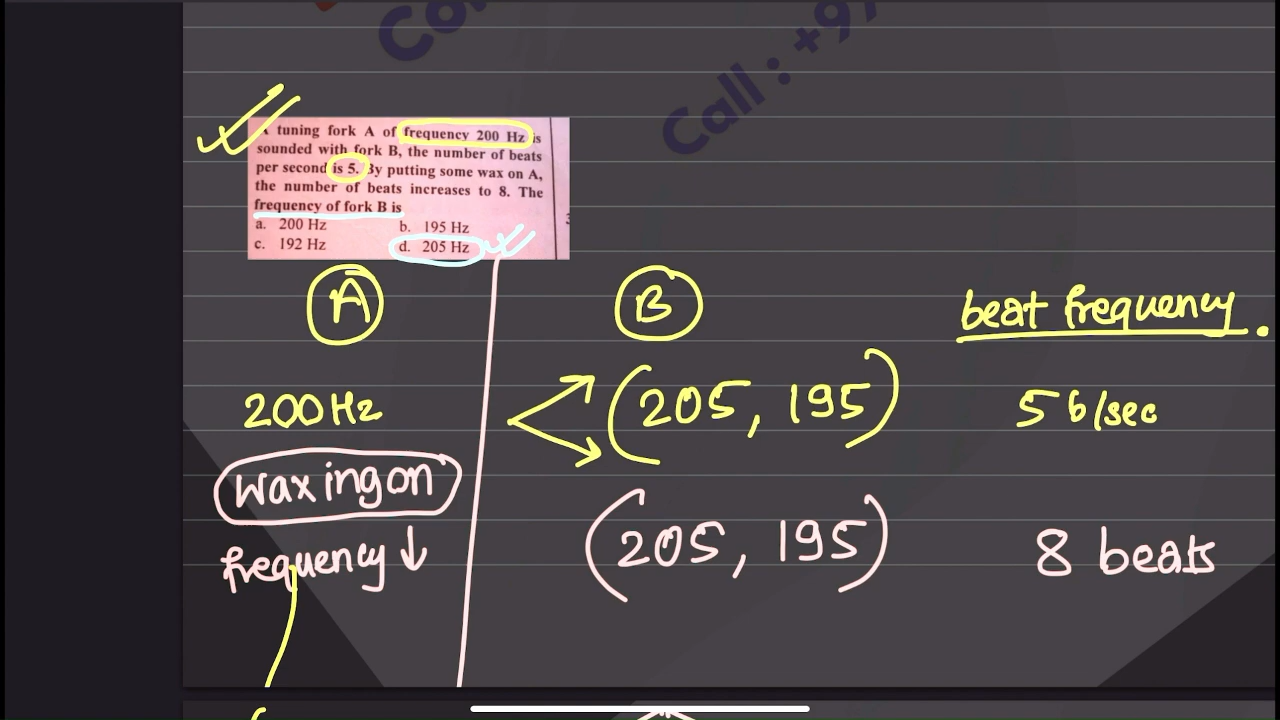 Call : +97
tuning fork A of frequency 200 Hz is
sounded with fork B, the number of beats
per second is 5. By putting some wax on A,
the number of beats increases to 8. The
frequency of fork B is
a. 200 Hz b. 195 Hz
c. 192 Hz d. 205 Hz
A B beat frequency.
200 Hz (205, 195) 5 b/sec
Waxing on
frequency ↓ (205, 195) 8 beats